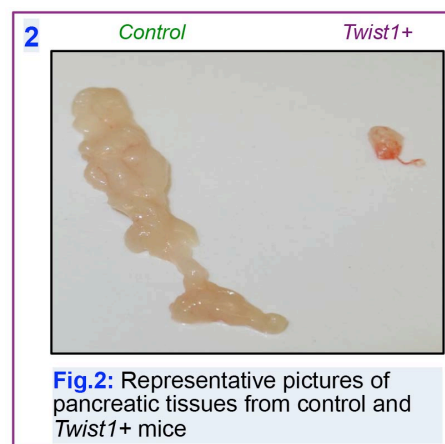 2
Control Twist1+
Fig.2: Representative pictures of
pancreatic tissues from control and
Twist1+ mice